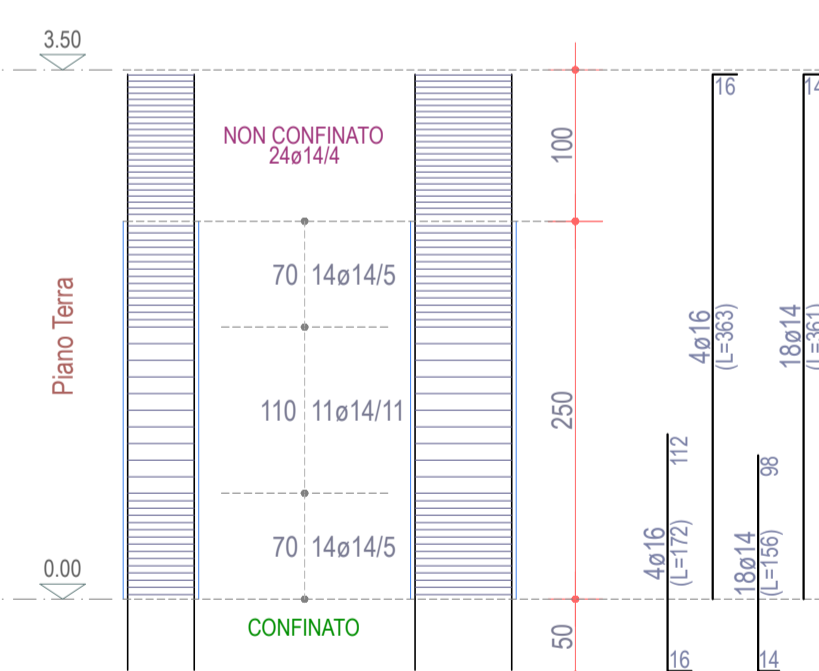 3.50
16
14
NON CONFINATO
24ø14/4
100
70 14ø14/5
Piano Terra
4ø16
(L=363)
18ø14
(L=361)
110 11ø14/11
250
112
98
70 14ø14/5
4ø16
(L=172)
18ø14
(L=156)
0.00
CONFINATO
50
16
14